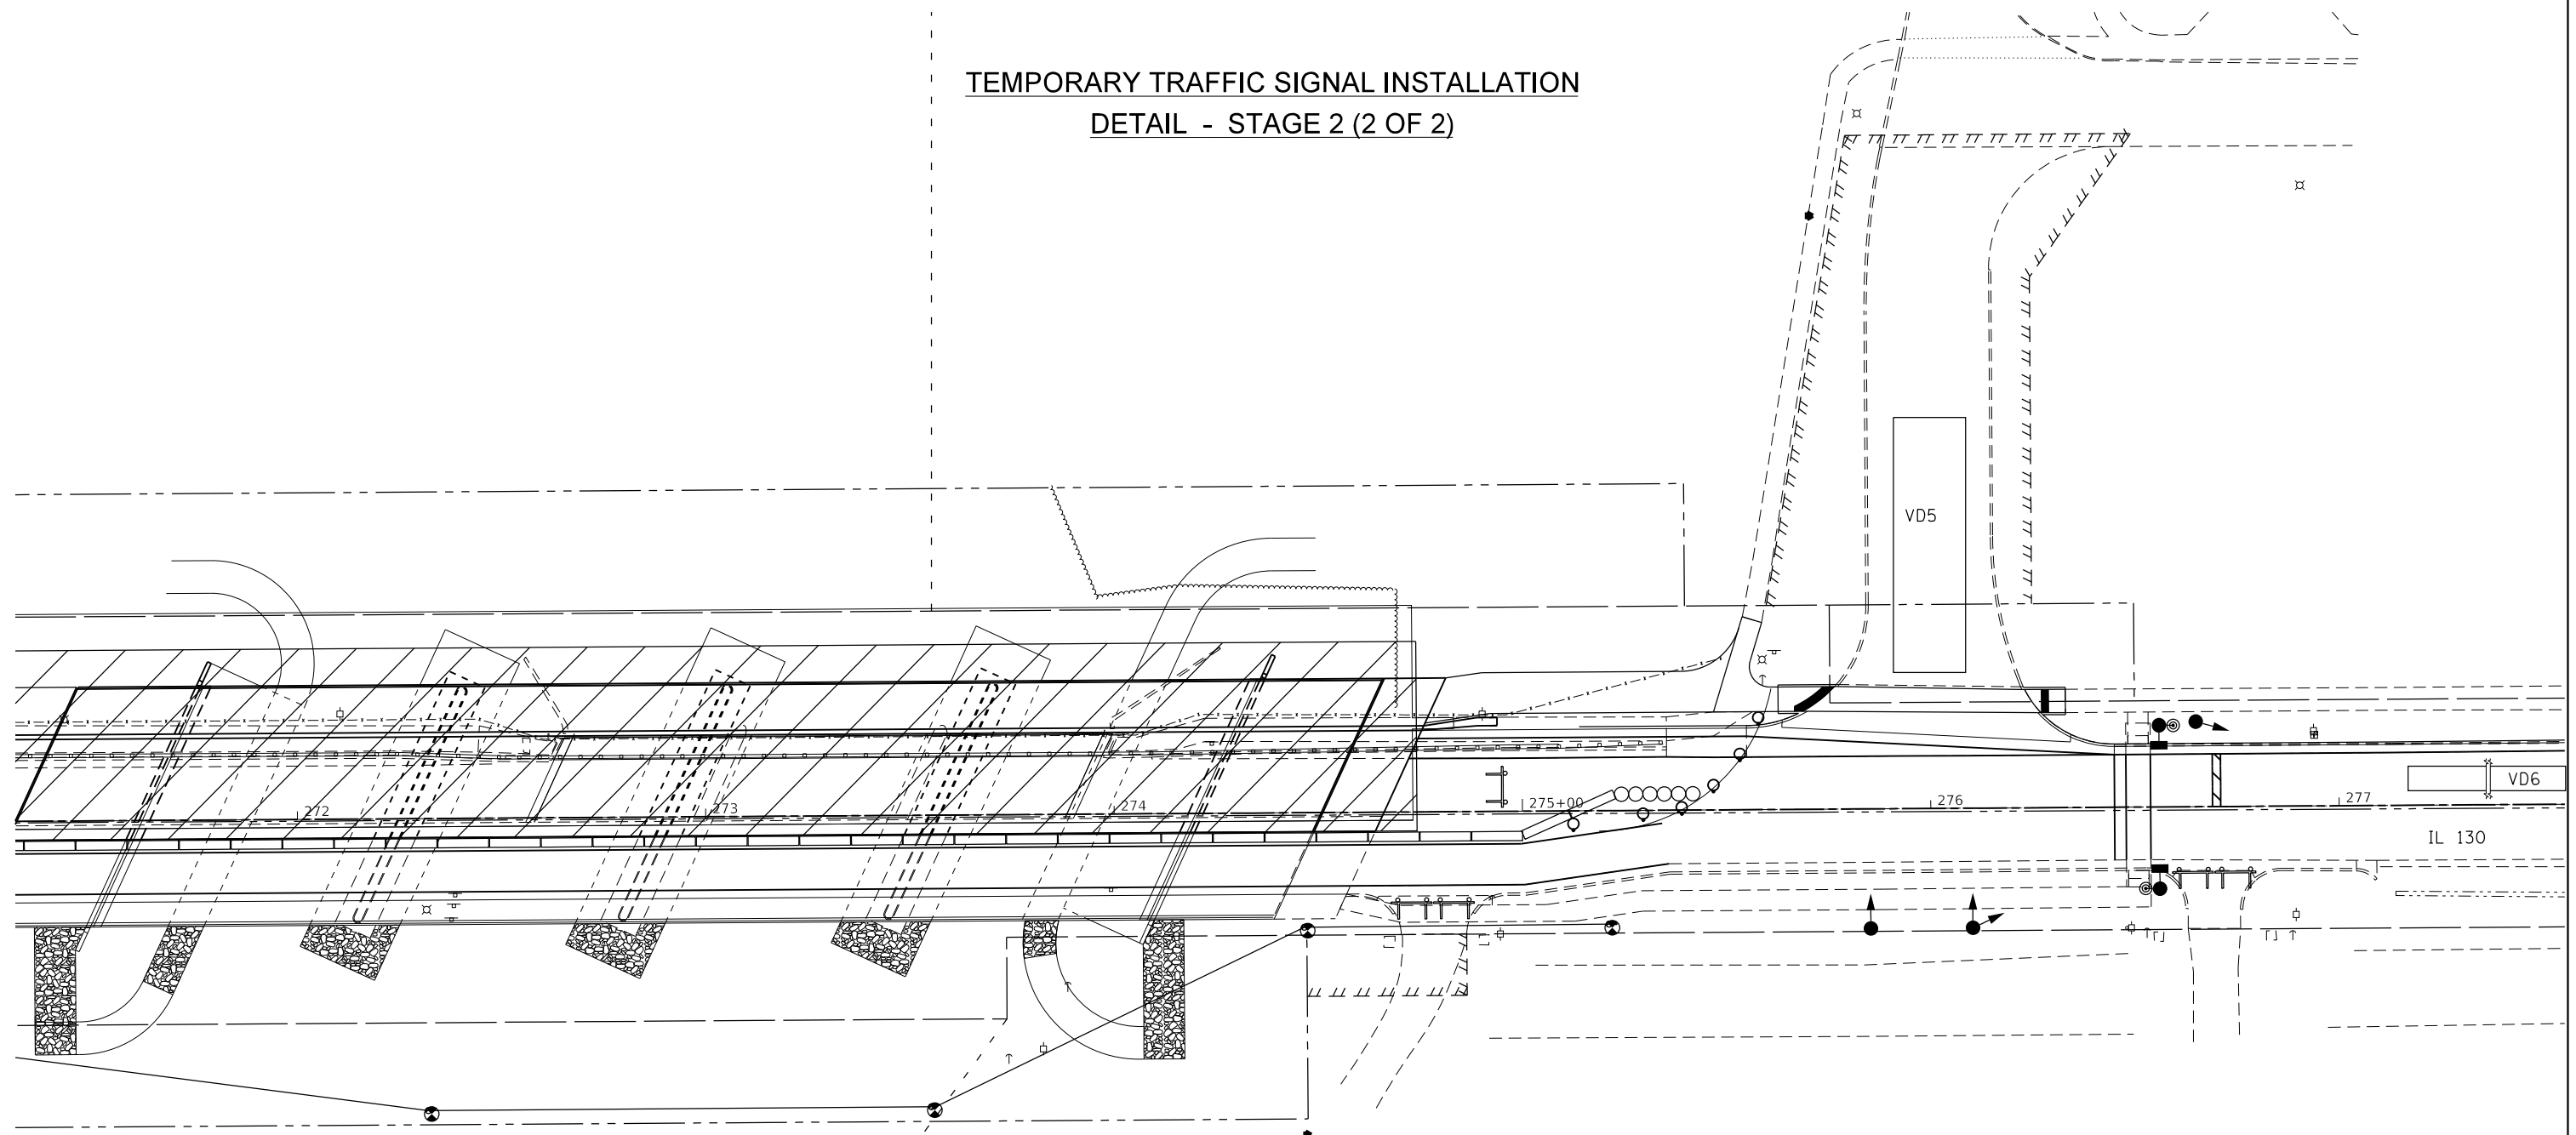 TEMPORARY TRAFFIC SIGNAL INSTALLATION
DETAIL - STAGE 2 (2 OF 2)
VD5
272
273
274
275+00
276
277
VD6
IL 130